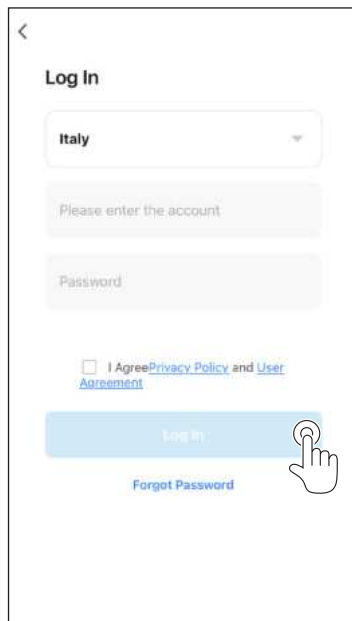 Log In
Italy
Please enter the account
Password
I AgreePrivacy Policy and User
Agreement
Log In
Forgot Password